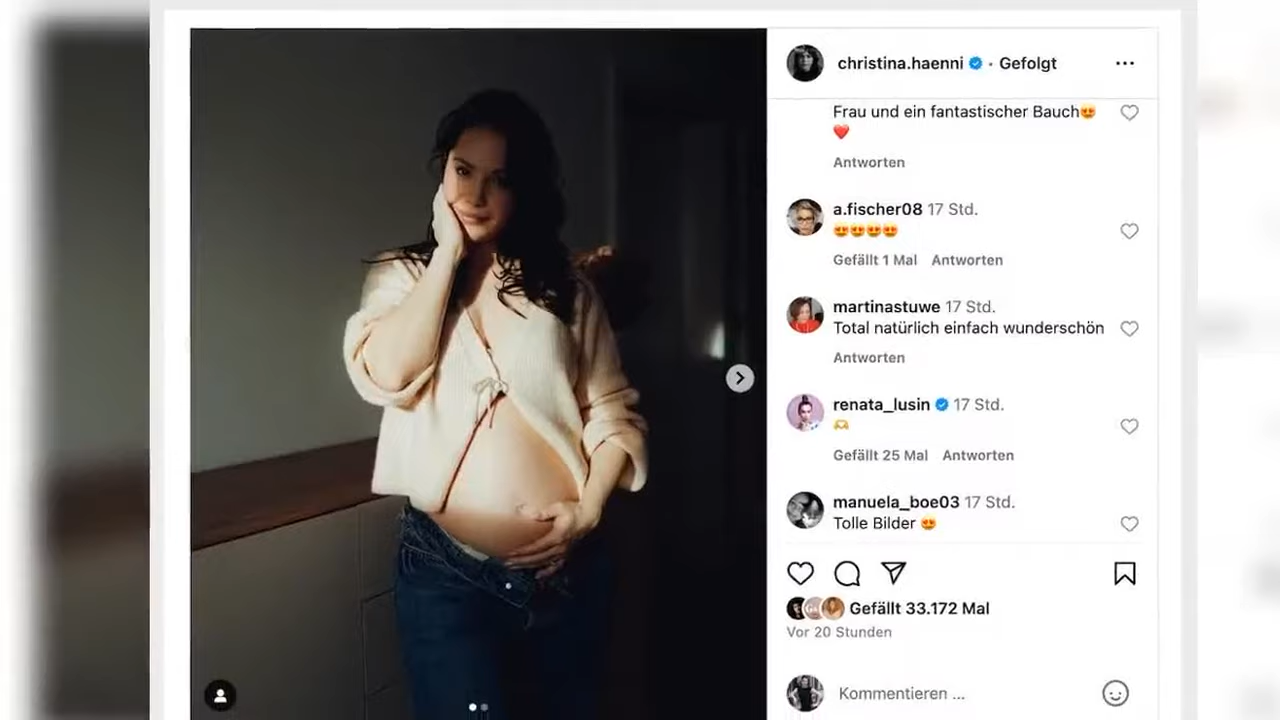 christina.haenni • Gefolgt
Frau und ein fantastischer Bauch😍
❤️
Antworten
a.fischer08 17 Std.
😍😍😍😍
Gefällt 1 Mal Antworten
martinastuwe 17 Std.
Total natürlich einfach wunderschön
Antworten
renata_lusin 17 Std.
🫶
Gefällt 25 Mal Antworten
manuela_boe03 17 Std.
Tolle Bilder 😍
Gefällt 33.172 Mal
Vor 20 Stunden
Kommentieren ...